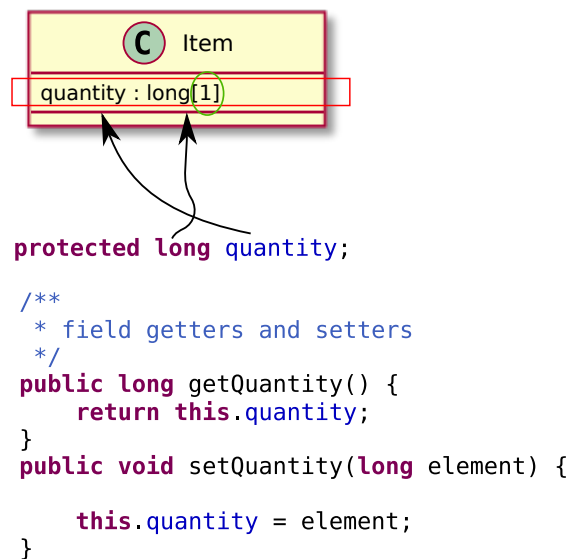 C Item
quantity : long[1]
protected long quantity;
/**
 * field getters and setters
 */
public long getQuantity() {
    return this.quantity;
}
public void setQuantity(long element) {
    this.quantity = element;
}